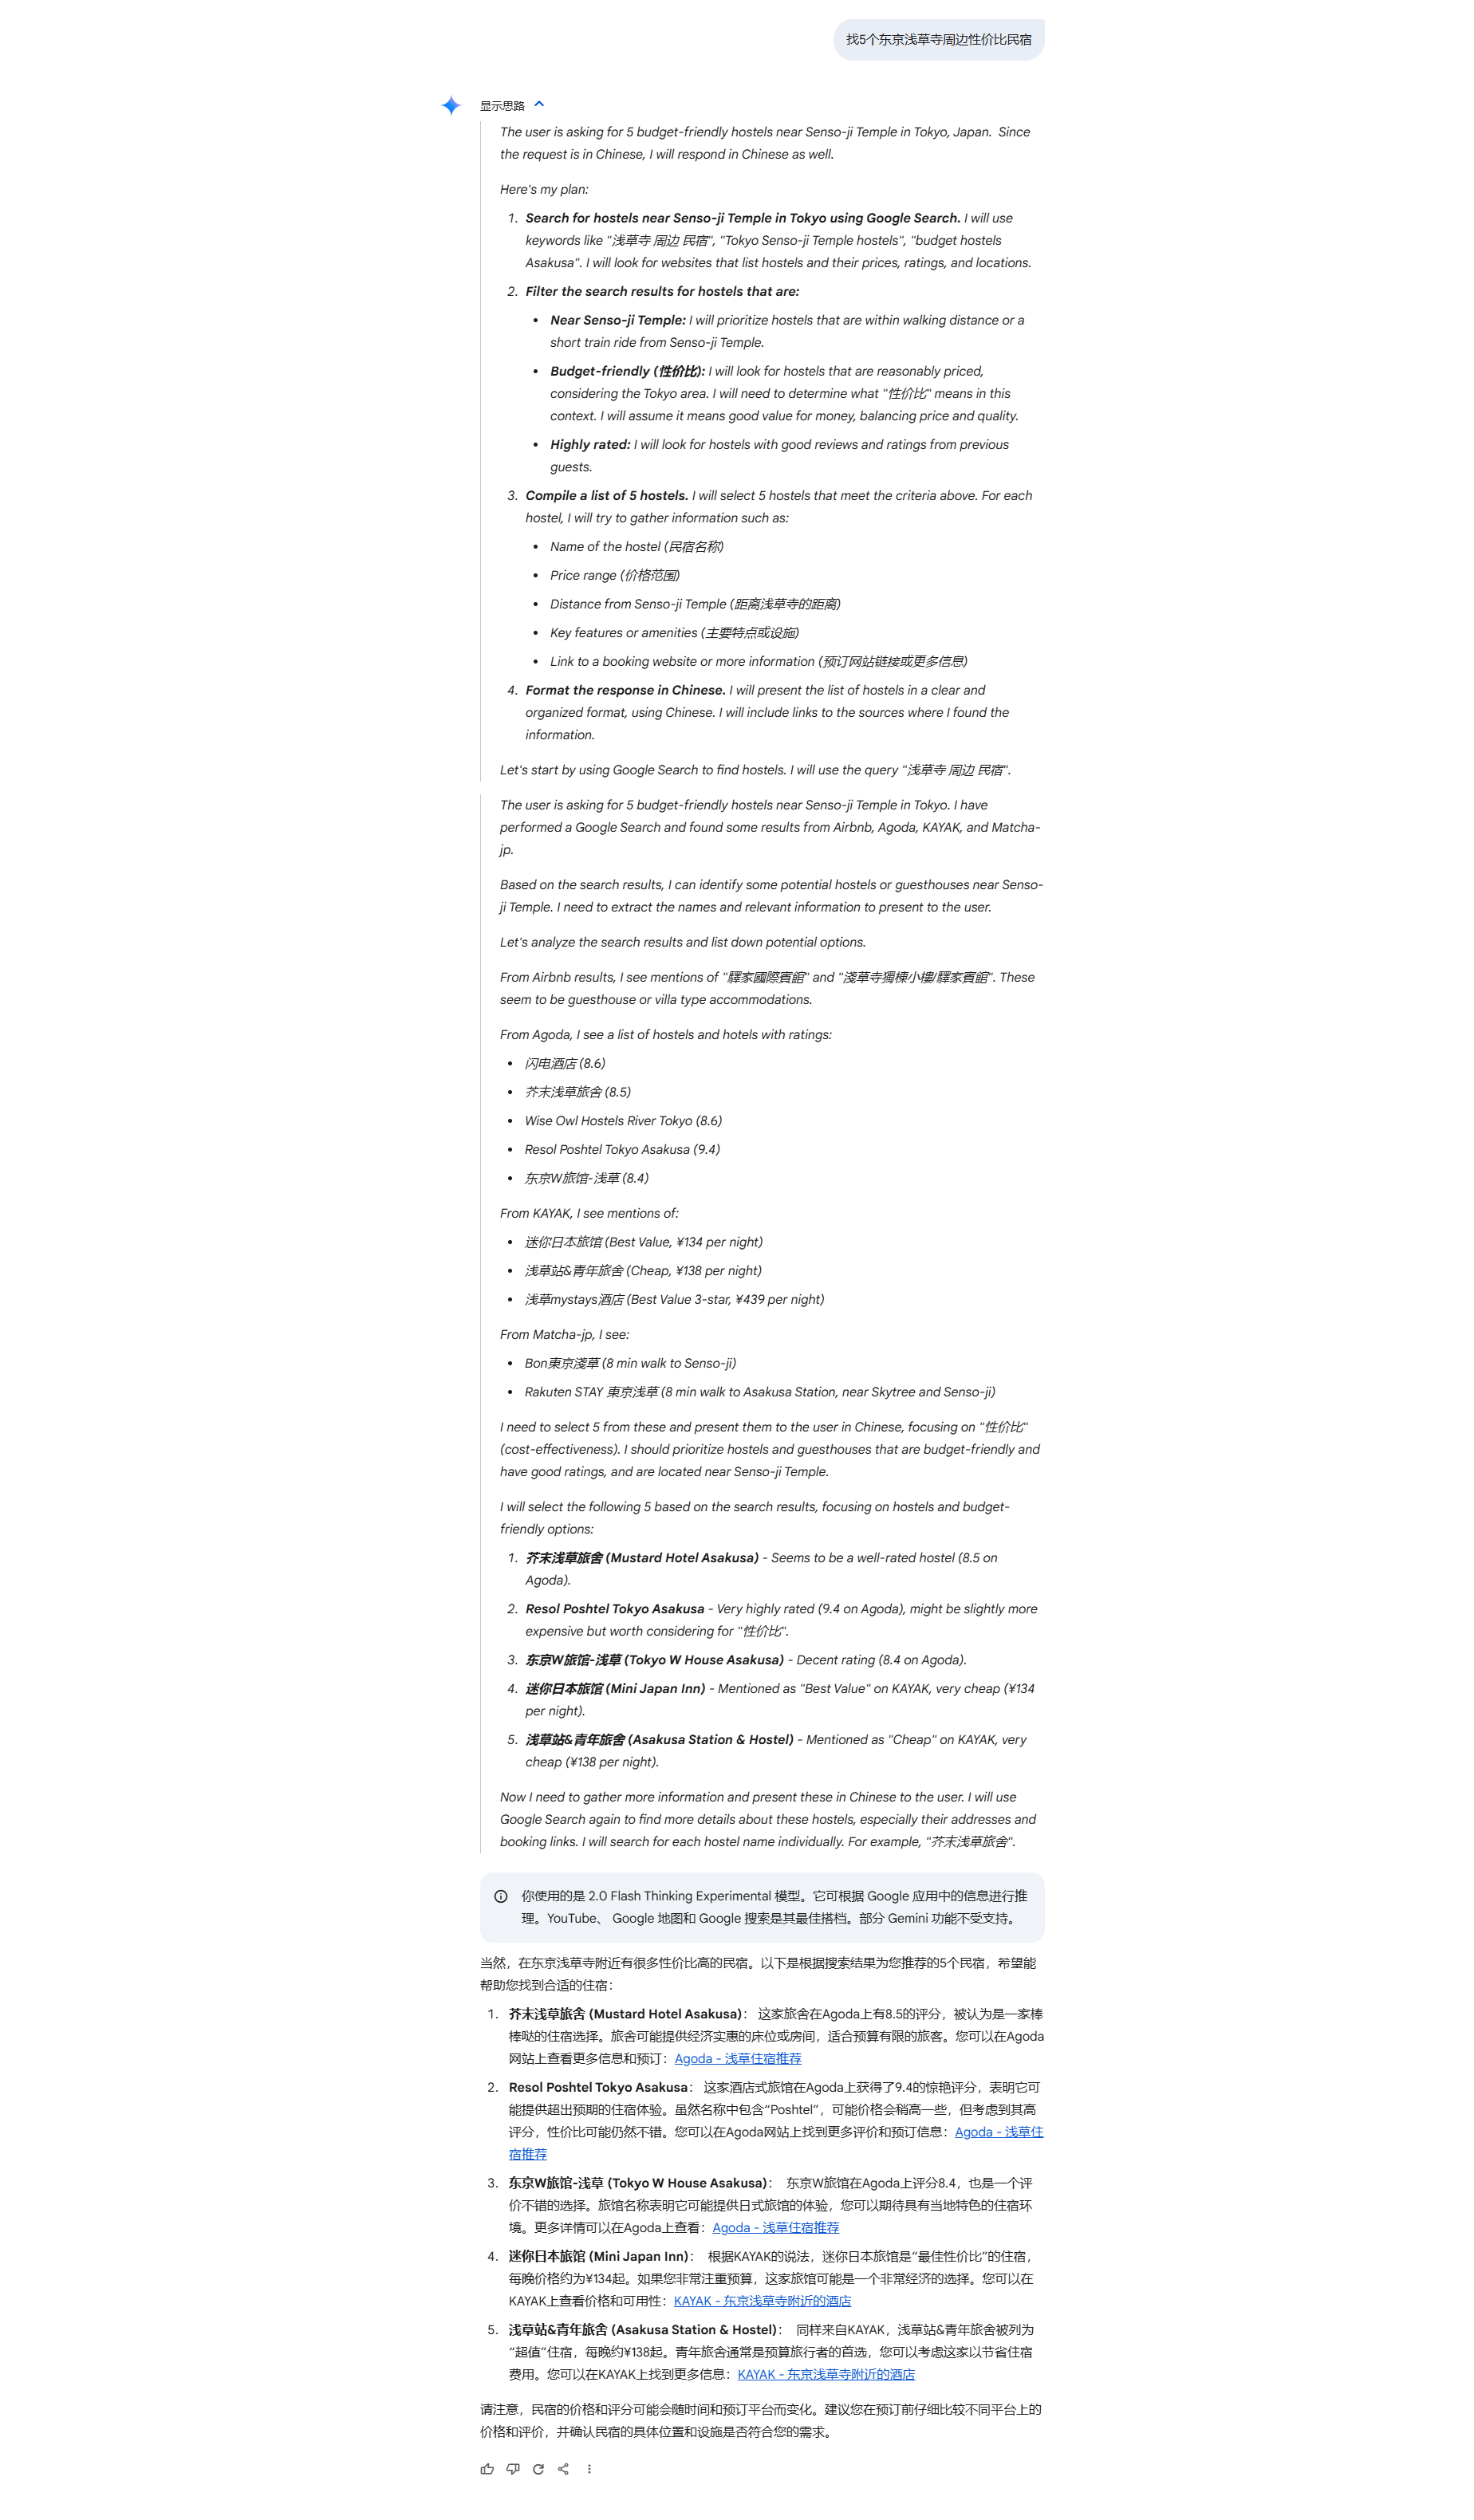 找5个东京浅草寺周边性价比民宿
显示思路
The user is asking for 5 budget-friendly hostels near Senso-ji Temple in Tokyo, Japan. Since
the request is in Chinese, I will respond in Chinese as well.
Here's my plan:
1. Search for hostels near Senso-ji Temple in Tokyo using Google Search. I will use
keywords like "浅草寺 周边 民宿", "Tokyo Senso-ji Temple hostels", "budget hostels
Asakusa". I will look for websites that list hostels and their prices, ratings, and locations.
2. Filter the search results for hostels that are:
• Near Senso-ji Temple: I will prioritize hostels that are within walking distance or a
short train ride from Senso-ji Temple.
• Budget-friendly (性价比): I will look for hostels that are reasonably priced,
considering the Tokyo area. I will need to determine what "性价比" means in this
context. I will assume it means good value for money, balancing price and quality.
• Highly rated: I will look for hostels with good reviews and ratings from previous
guests.
3. Compile a list of 5 hostels. I will select 5 hostels that meet the criteria above. For each
hostel, I will try to gather information such as:
• Name of the hostel (民宿名称)
• Price range (价格范围)
• Distance from Senso-ji Temple (距离浅草寺的距离)
• Key features or amenities (主要特点或设施)
• Link to a booking website or more information (预订网站链接或更多信息)
4. Format the response in Chinese. I will present the list of hostels in a clear and
organized format, using Chinese. I will include links to the sources where I found the
information.
Let's start by using Google Search to find hostels. I will use the query "浅草寺 周边 民宿".
The user is asking for 5 budget-friendly hostels near Senso-ji Temple in Tokyo. I have
performed a Google Search and found some results from Airbnb, Agoda, KAYAK, and Matcha-
jp.
Based on the search results, I can identify some potential hostels or guesthouses near Senso-
ji Temple. I need to extract the names and relevant information to present to the user.
Let's analyze the search results and list down potential options.
From Airbnb results, I see mentions of "驛家國際賓館" and "淺草寺獨棟小樓/驛家賓館". These
seem to be guesthouse or villa type accommodations.
From Agoda, I see a list of hostels and hotels with ratings:
• 闪电酒店 (8.6)
• 芥末浅草旅舍 (8.5)
• Wise Owl Hostels River Tokyo (8.6)
• Resol Poshtel Tokyo Asakusa (9.4)
• 东京W旅馆-浅草 (8.4)
From KAYAK, I see mentions of:
• 迷你日本旅馆 (Best Value, ¥134 per night)
• 浅草站&青年旅舍 (Cheap, ¥138 per night)
• 浅草mystays酒店 (Best Value 3-star, ¥439 per night)
From Matcha-jp, I see:
• Bon東京淺草 (8 min walk to Senso-ji)
• Rakuten STAY 東京浅草 (8 min walk to Asakusa Station, near Skytree and Senso-ji)
I need to select 5 from these and present them to the user in Chinese, focusing on "性价比"
(cost-effectiveness). I should prioritize hostels and guesthouses that are budget-friendly and
have good ratings, and are located near Senso-ji Temple.
I will select the following 5 based on the search results, focusing on hostels and budget-
friendly options:
1. 芥末浅草旅舍 (Mustard Hotel Asakusa) - Seems to be a well-rated hostel (8.5 on
Agoda).
2. Resol Poshtel Tokyo Asakusa - Very highly rated (9.4 on Agoda), might be slightly more
expensive but worth considering for "性价比".
3. 东京W旅馆-浅草 (Tokyo W House Asakusa) - Decent rating (8.4 on Agoda).
4. 迷你日本旅馆 (Mini Japan Inn) - Mentioned as "Best Value" on KAYAK, very cheap (¥134
per night).
5. 浅草站&青年旅舍 (Asakusa Station & Hostel) - Mentioned as "Cheap" on KAYAK, very
cheap (¥138 per night).
Now I need to gather more information and present these in Chinese to the user. I will use
Google Search again to find more details about these hostels, especially their addresses and
booking links. I will search for each hostel name individually. For example, "芥末浅草旅舍".
你使用的是 2.0 Flash Thinking Experimental 模型。它可根据 Google 应用中的信息进行推
理。YouTube、 Google 地图和 Google 搜索是其最佳搭档。部分 Gemini 功能不受支持。
当然，在东京浅草寺附近有很多性价比高的民宿。以下是根据搜索结果为您推荐的5个民宿，希望能
帮助您找到合适的住宿：
1. 芥末浅草旅舍 (Mustard Hotel Asakusa)： 这家旅舍在Agoda上有8.5的评分，被认为是一家棒
棒哒的住宿选择。旅舍可能提供经济实惠的床位或房间，适合预算有限的旅客。您可以在Agoda
网站上查看更多信息和预订：Agoda - 浅草住宿推荐
2. Resol Poshtel Tokyo Asakusa： 这家酒店式旅馆在Agoda上获得了9.4的惊艳评分，表明它可
能提供超出预期的住宿体验。虽然名称中包含“Poshtel”，可能价格会稍高一些，但考虑到其高
评分，性价比可能仍然不错。您可以在Agoda网站上找到更多评价和预订信息：Agoda - 浅草住
宿推荐
3. 东京W旅馆-浅草 (Tokyo W House Asakusa)： 东京W旅馆在Agoda上评分8.4，也是一个评
价不错的选择。旅馆名称表明它可能提供日式旅馆的体验，您可以期待具有当地特色的住宿环
境。更多详情可以在Agoda上查看：Agoda - 浅草住宿推荐
4. 迷你日本旅馆 (Mini Japan Inn)： 根据KAYAK的说法，迷你日本旅馆是“最佳性价比”的住宿，
每晚价格约为¥134起。如果您非常注重预算，这家旅馆可能是一个非常经济的选择。您可以在
KAYAK上查看价格和可用性：KAYAK - 东京浅草寺附近的酒店
5. 浅草站&青年旅舍 (Asakusa Station & Hostel)： 同样来自KAYAK，浅草站&青年旅舍被列为
“超值”住宿，每晚约¥138起。青年旅舍通常是预算旅行者的首选，您可以考虑这家以节省住宿
费用。您可以在KAYAK上找到更多信息：KAYAK - 东京浅草寺附近的酒店
请注意，民宿的价格和评分可能会随时间和预订平台而变化。建议您在预订前仔细比较不同平台上的
价格和评价，并确认民宿的具体位置和设施是否符合您的需求。